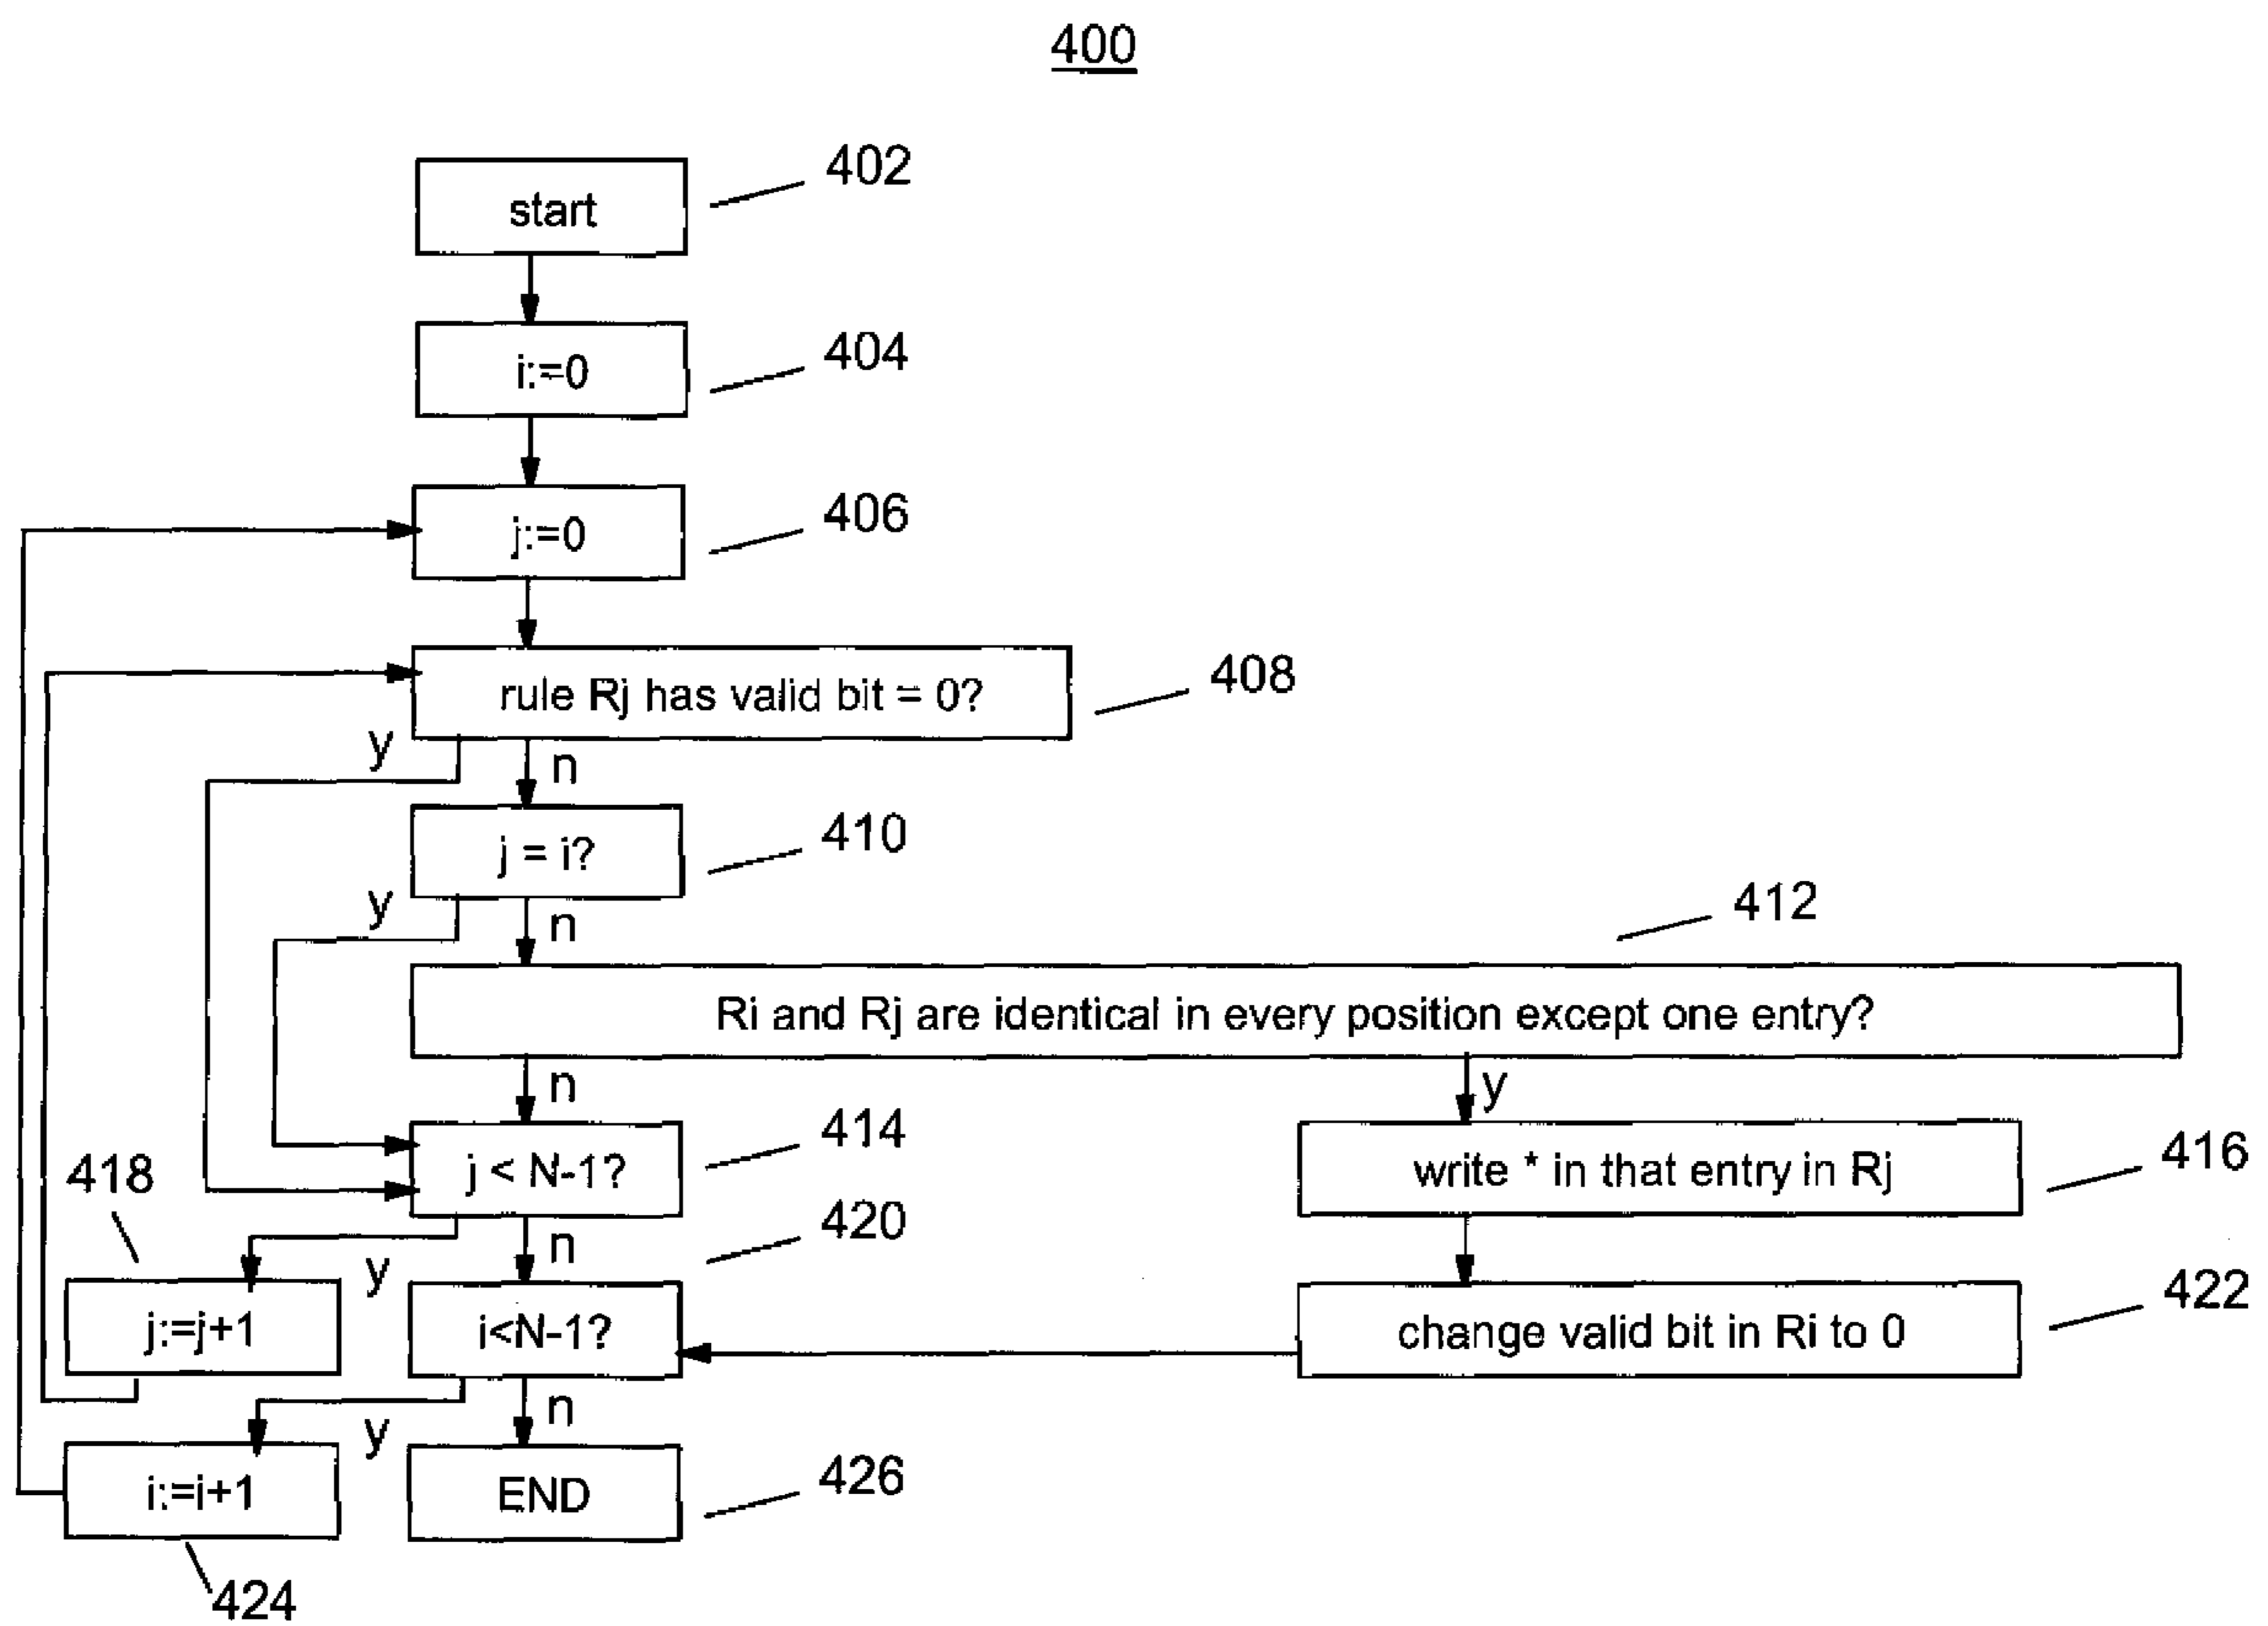 400
402
start
404
i:=0
406
j:=0
408
rule Rj has valid bit = 0?
y
n
410
j = i?
412
y
n
Ri and Rj are identical in every position except one entry?
n
y
414
j < N-1?
416
write * in that entry in Rj
418
420
y
n
j:=j+1
i<N-1?
422
change valid bit in Ri to 0
y
n
i:=i+1
426
END
424